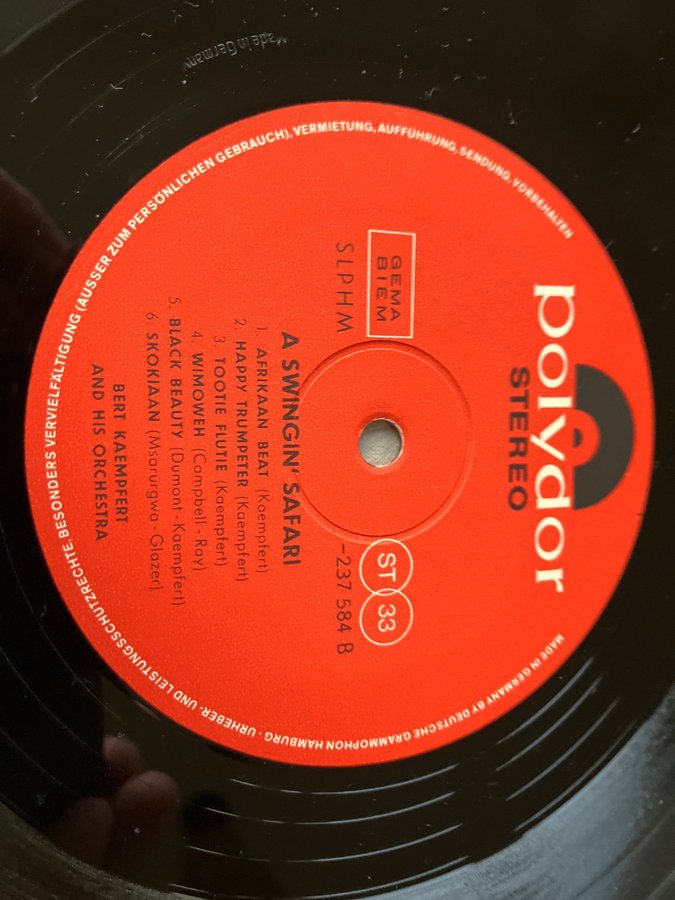 polydor
STEREO
GEMA
BIEM
ST 33
SLPHM
-237 584 B
A SWINGIN' SAFARI
1. AFRIKAAN BEAT (Kaempfert)
2. HAPPY TRUMPETER (Kaempfert)
3. TOOTIE FLUTIE (Kaempfert)
4. WIMOWEH (Campbell - Ray)
5. BLACK BEAUTY (Dumont - Kaempfert)
6. SKOKIAAN (Msarurgwa - Glazer)
BERT KAEMPFERT
AND HIS ORCHESTRA
MADE IN GERMANY BY DEUTSCHE GRAMMOPHON HAMBURG · URHEBER- UND LEISTUNGSSCHUTZRECHTE, BESONDERS VERVIELFÄLTIGUNG (AUSSER ZUM PERSÖNLICHEN GEBRAUCH), VERMIETUNG, AUFFÜHRUNG, SENDUNG, VORBEHALTEN
Made in Germany